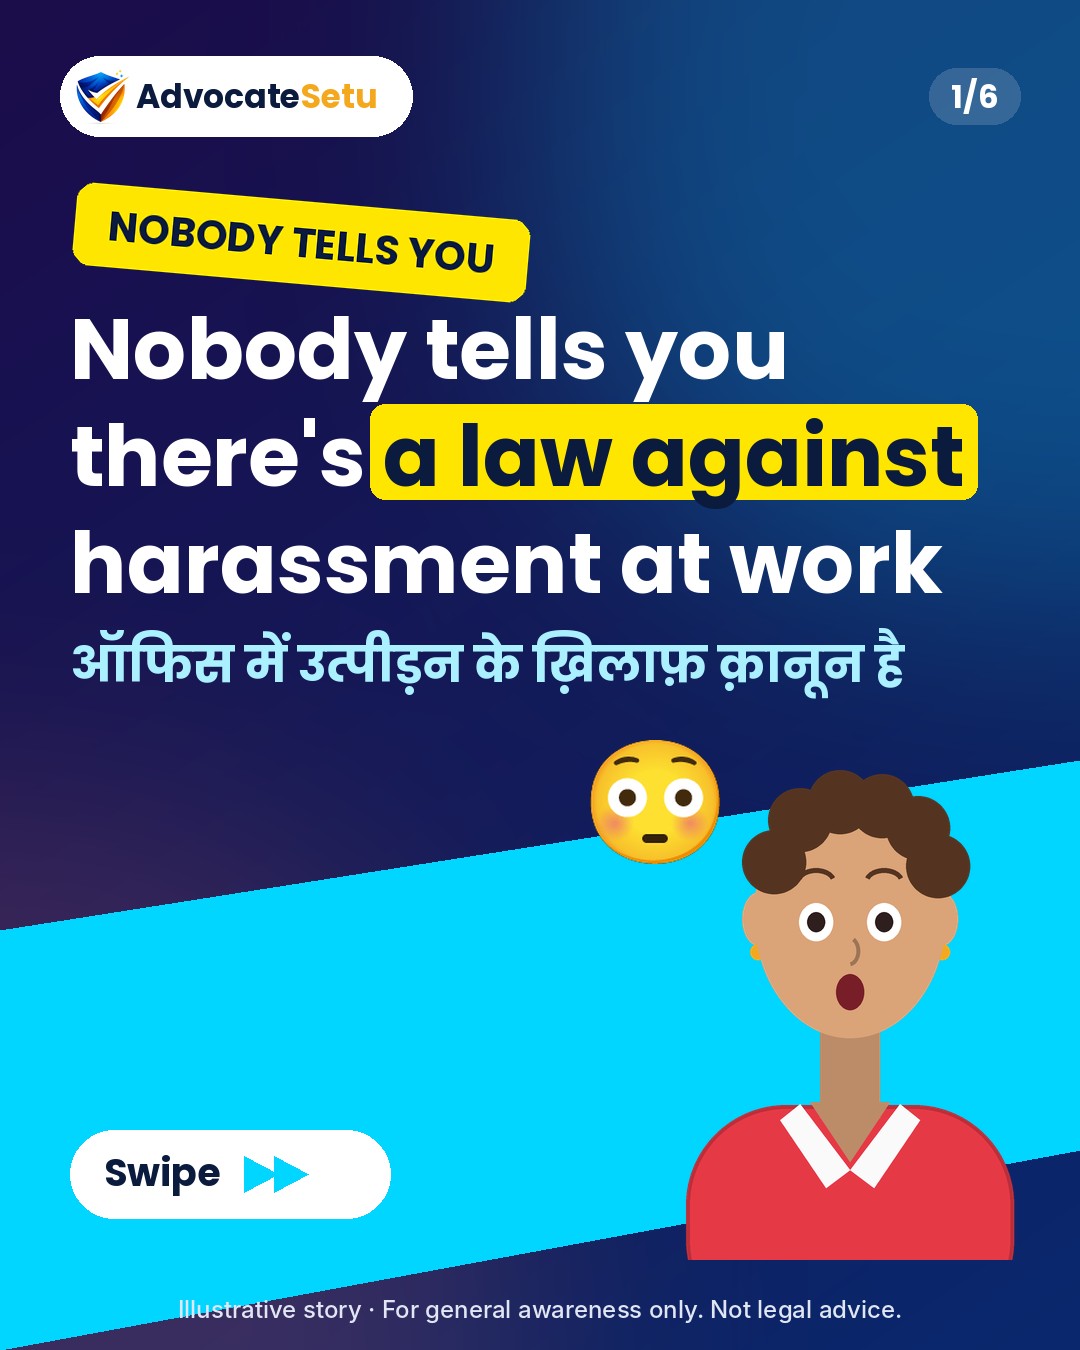 AdvocateSetu
1/6
NOBODY TELLS YOU
Nobody tells you
there's a law against
harassment at work
ऑफिस में उत्पीड़न के ख़िलाफ़ क़ानून है
Swipe
Illustrative story · For general awareness only. Not legal advice.